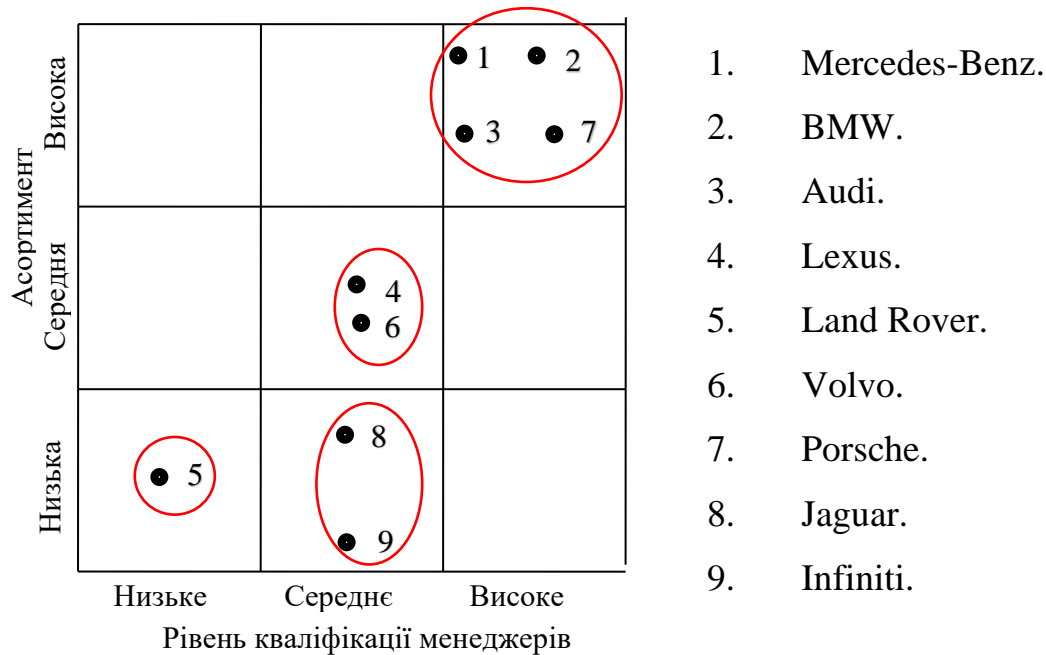 Асортимент
Висока
Середня
Низька
1
2
3
7
4
6
8
5
9
Низьке Середнє Високе
Рівень кваліфікації менеджерів
1. Mercedes-Benz.
2. BMW.
3. Audi.
4. Lexus.
5. Land Rover.
6. Volvo.
7. Porsche.
8. Jaguar.
9. Infiniti.